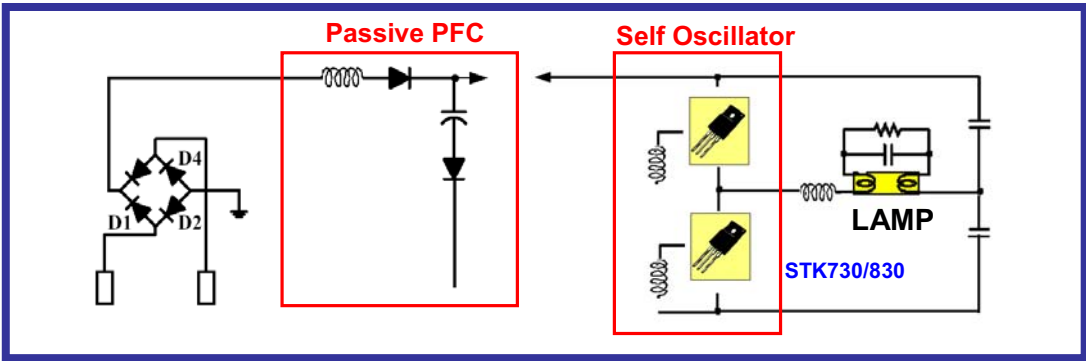 Passive PFC
Self Oscillator
D4
D1
D2
LAMP
STK730/830